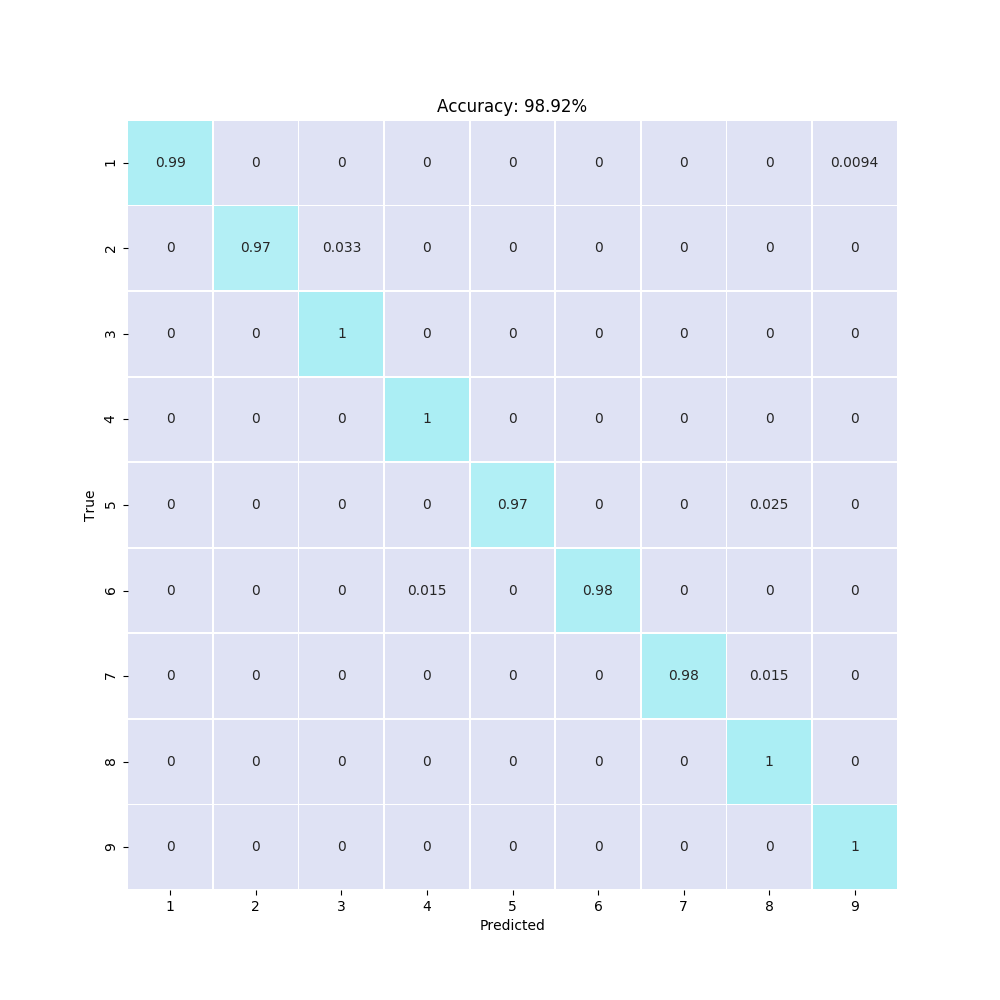 Accuracy: 98.92%
1 0.99 0 0 0 0 0 0 0 0.0094
2 0 0.97 0.033 0 0 0 0 0 0
3 0 0 1 0 0 0 0 0 0
4 0 0 0 1 0 0 0 0 0
True
5 0 0 0 0 0.97 0 0 0.025 0
6 0 0 0 0.015 0 0.98 0 0 0
7 0 0 0 0 0 0 0.98 0.015 0
8 0 0 0 0 0 0 0 1 0
9 0 0 0 0 0 0 0 0 1
1 2 3 4 5 6 7 8 9
Predicted